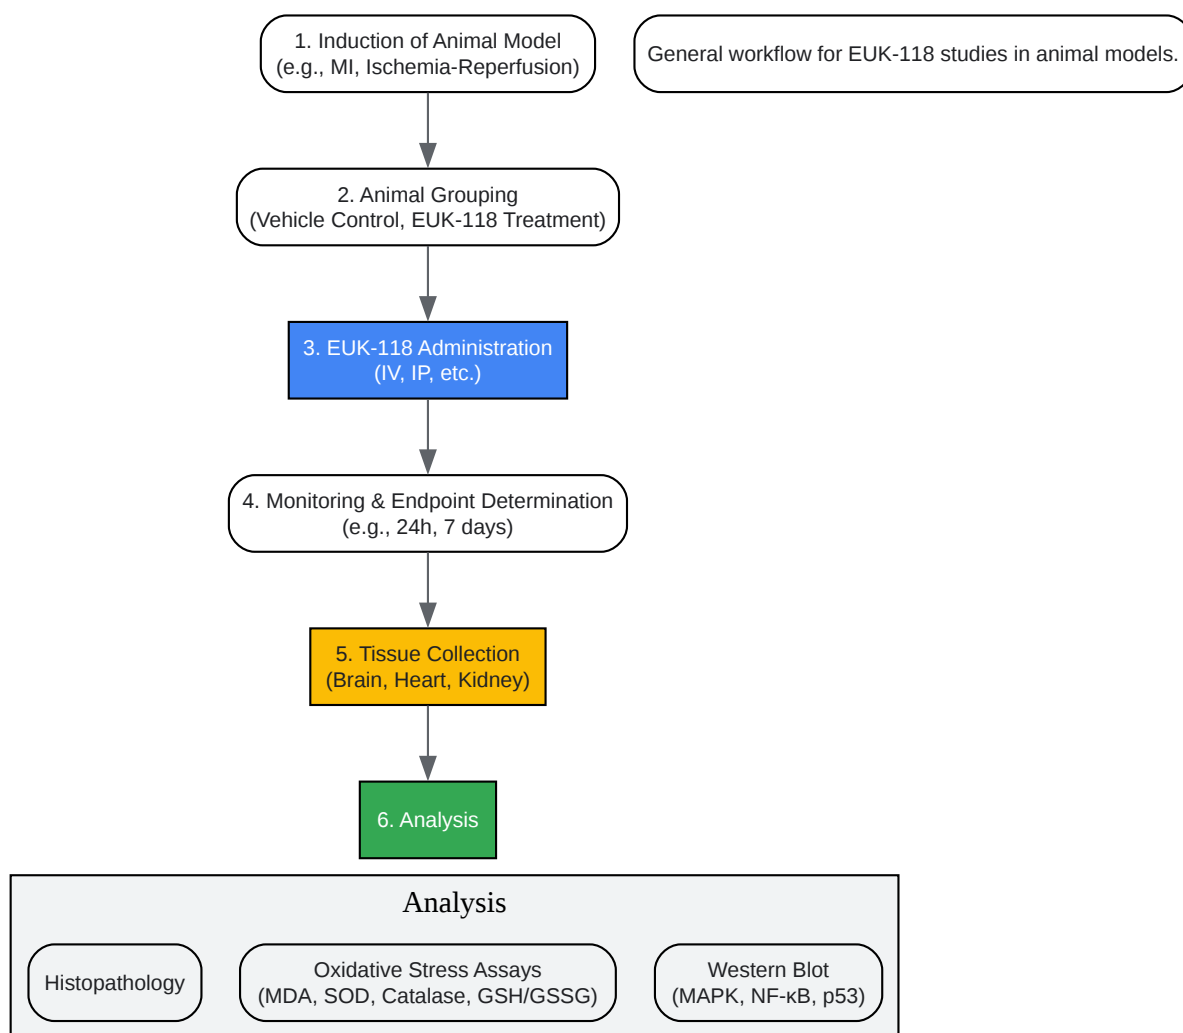 1. Induction of Animal Model
(e.g., MI, Ischemia-Reperfusion)
General workflow for EUK-118 studies in animal models.
2. Animal Grouping
(Vehicle Control, EUK-118 Treatment)
3. EUK-118 Administration
(IV, IP, etc.)
4. Monitoring & Endpoint Determination
(e.g., 24h, 7 days)
5. Tissue Collection
(Brain, Heart, Kidney)
6. Analysis
Analysis
Histopathology
Oxidative Stress Assays
(MDA, SOD, Catalase, GSH/GSSG)
Western Blot
(MAPK, NF-κB, p53)